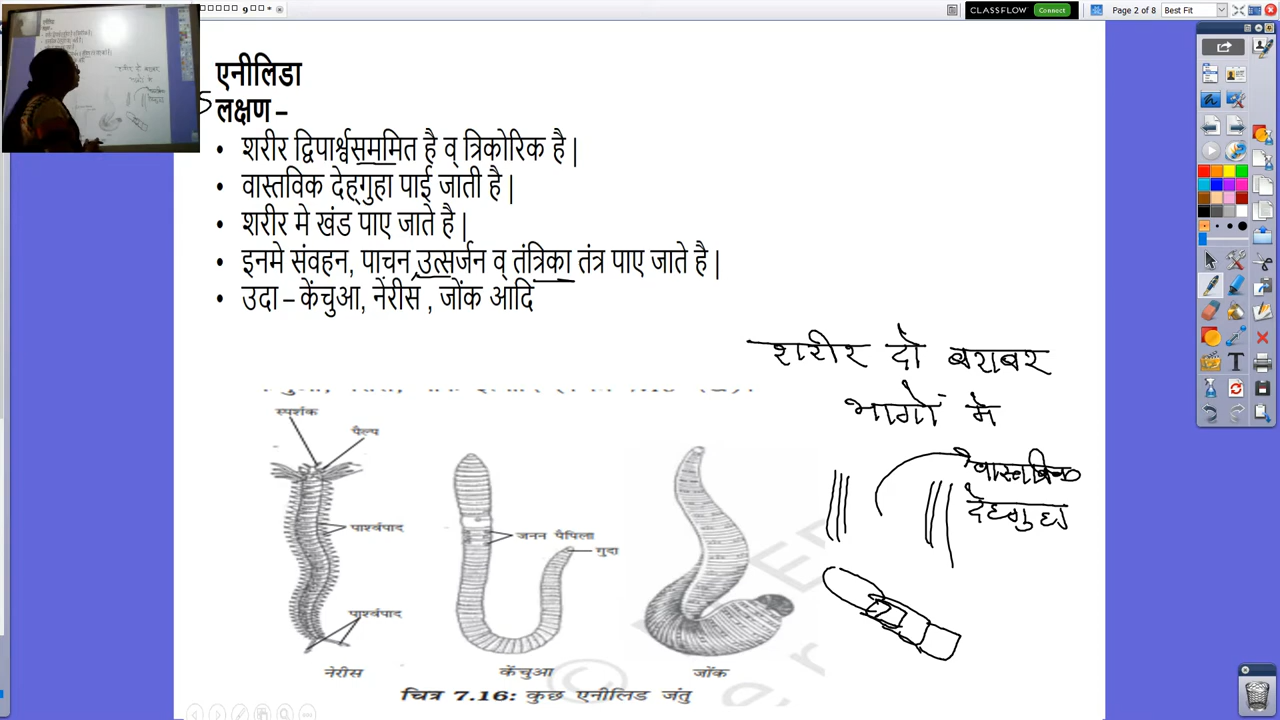 9
CLASSFLOW Connect Page 2 of 8 Best Fit
एनीलिडा
लक्षण –
• शरीर द्विपार्श्वसममित है व् त्रिकोरिक है |
• वास्तविक देह्गुहा पाई जाती है |
• शरीर मे खंड पाए जाते है |
• इनमे संवहन, पाचन,उत्सर्जन व् तंत्रिका तंत्र पाए जाते है |
• उदा – केंचुआ, नेरीस , जोंक आदि
शरीर दो बराबर
भागों मे
वास्तविक
देहगुहा
स्पर्शक
पैल्प
पार्श्वपाद
जनन पैपिला
गुदा
पार्श्वपाद
नेरीस
केंचुआ
जोंक
चित्र 7.16: कुछ एनीलिड जंतु